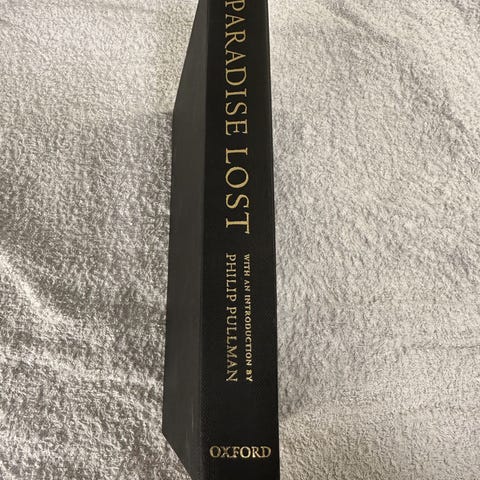 PARADISE LOST
WITH AN INTRODUCTION BY
PHILIP PULLMAN
OXFORD